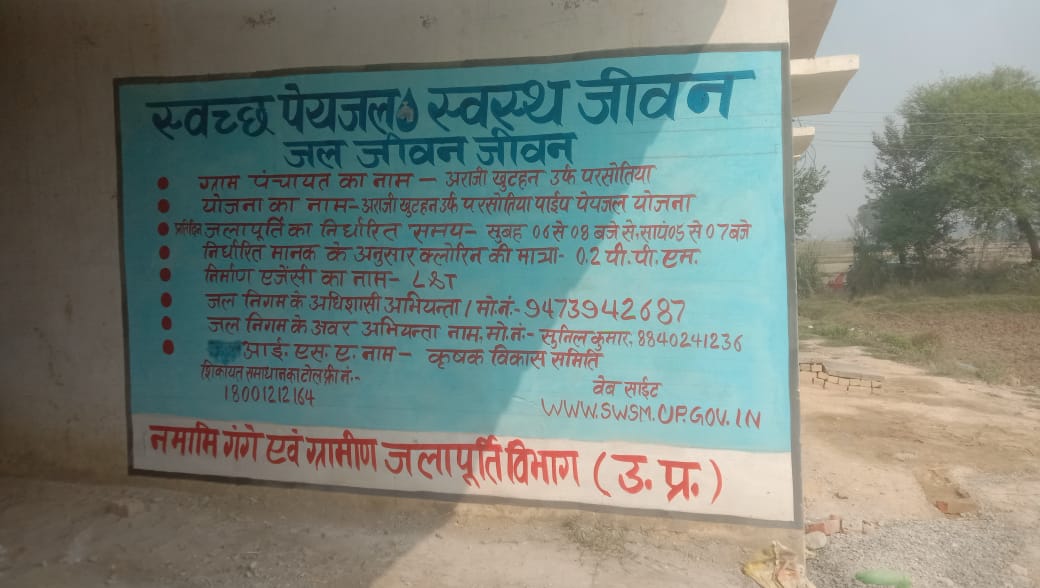 स्वच्छ पेयजल स्वस्थ जीवन
जल जीवन जीवन
ग्राम पंचायत का नाम – अराजी खुटहन उर्फ परसोतिया
योजना का नाम- अराजी खुटहन उर्फ परसोतिया पाईप पेयजल योजना
प्रतिदिन जलापूर्ति का निर्धारित समय- सुबह 06 से 08 बजे से, सायं05 से 07 बजे
निर्धारित मानक के अनुसार क्लोरिन की मात्रा- 0.2 पी.पी.एम.
निर्माण एजेंसी का नाम- L&T
जल निगम के अधिशासी अभियन्ता / मो.नं:- 9473942687
जल निगम के अवर अभियन्ता नाम, मो.नं:- सुनिल कुमार, 8840241236
आई. एस. ए. नाम – कृषक विकास समिति
शिकायत समाधान का टोल फ्री नं:-
18001212164
वेब साईट
WWW.SWSM.UP.GOV.IN
नमामि गंगे एवं ग्रामीण जलापूर्ति विभाग (उ.प्र.)